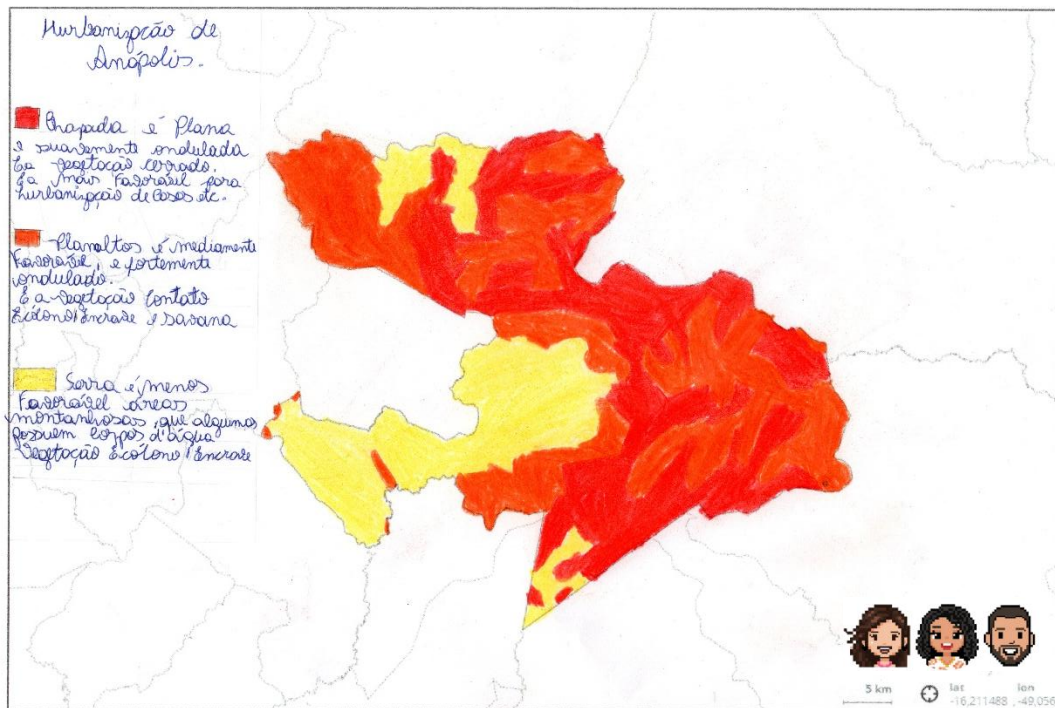 Hurbanização de
Anápolis.
Chapada é Plana
e suavemente ondulada
E a vegetação cerrado.
E a mais Favorável para
hurbanização de Casas etc.
Planaltos é mediamente
Favorável, e fortemente
ondulado.
E a vegetação Contato
Ecótono/Encrave e savana
Serra é menos
Favorável áreas
montanhosas, que algumas
possuem corpos d'água
Vegetação Ecótono/Encrave
5 km
lat
lon
-16,211488
-49,056